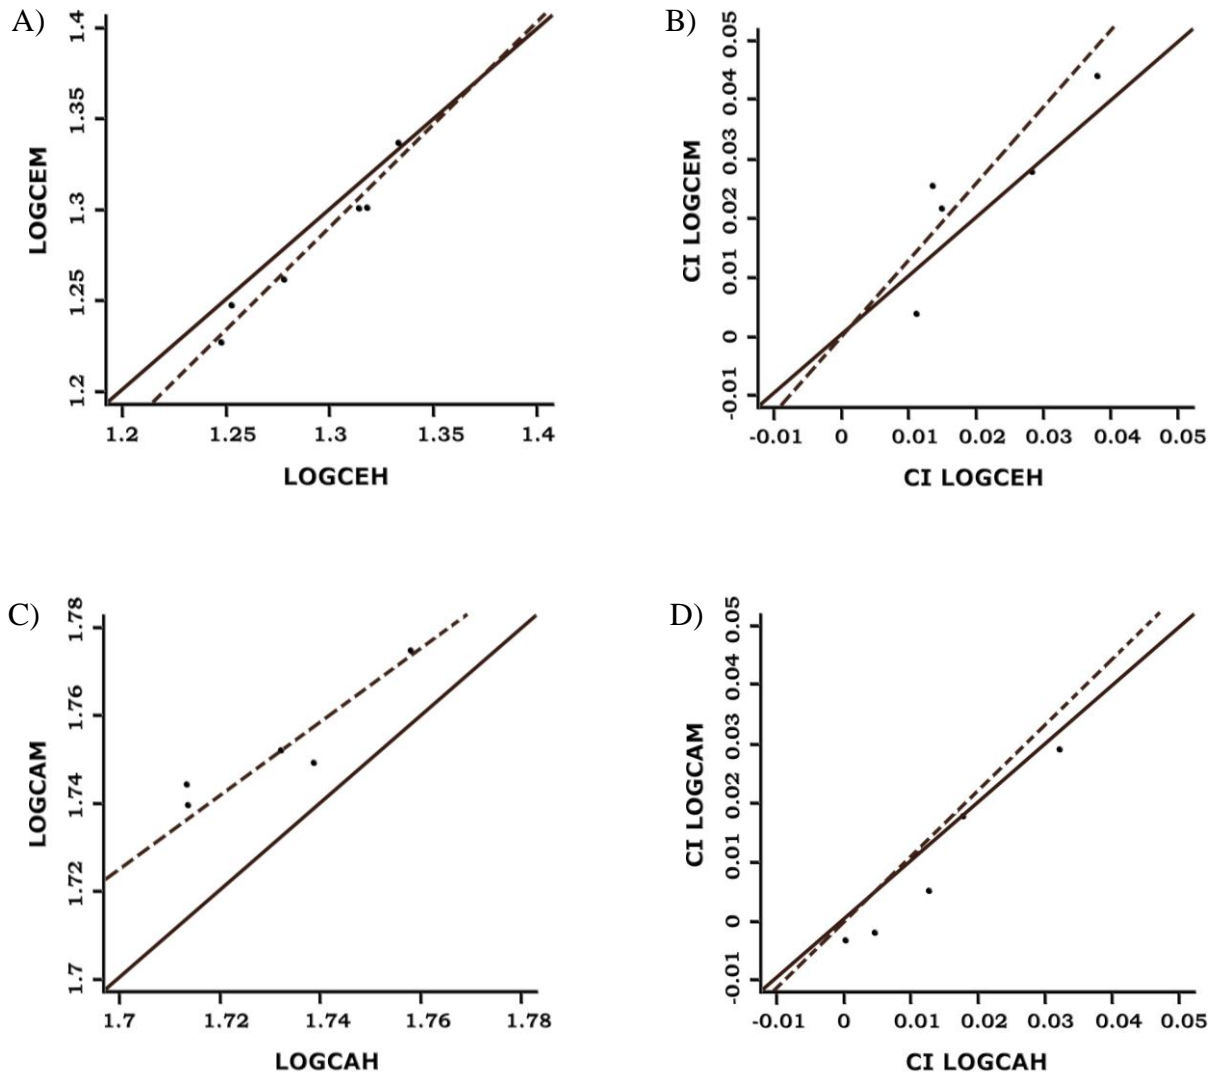 A)
LOGCEM
1.4
1.35
1.3
1.25
1.2
1.2 1.25 1.3 1.35 1.4
LOGCEH
B)
CI LOGCEM
0.05
0.04
0.03
0.02
0.01
0
-0.01
-0.01 0 0.01 0.02 0.03 0.04 0.05
CI LOGCEH
C)
LOGCAM
1.78
1.76
1.74
1.72
1.7
1.7 1.72 1.74 1.76 1.78
LOGCAH
D)
CI LOGCAM
0.05
0.04
0.03
0.02
0.01
0
-0.01
-0.01 0 0.01 0.02 0.03 0.04 0.05
CI LOGCAH